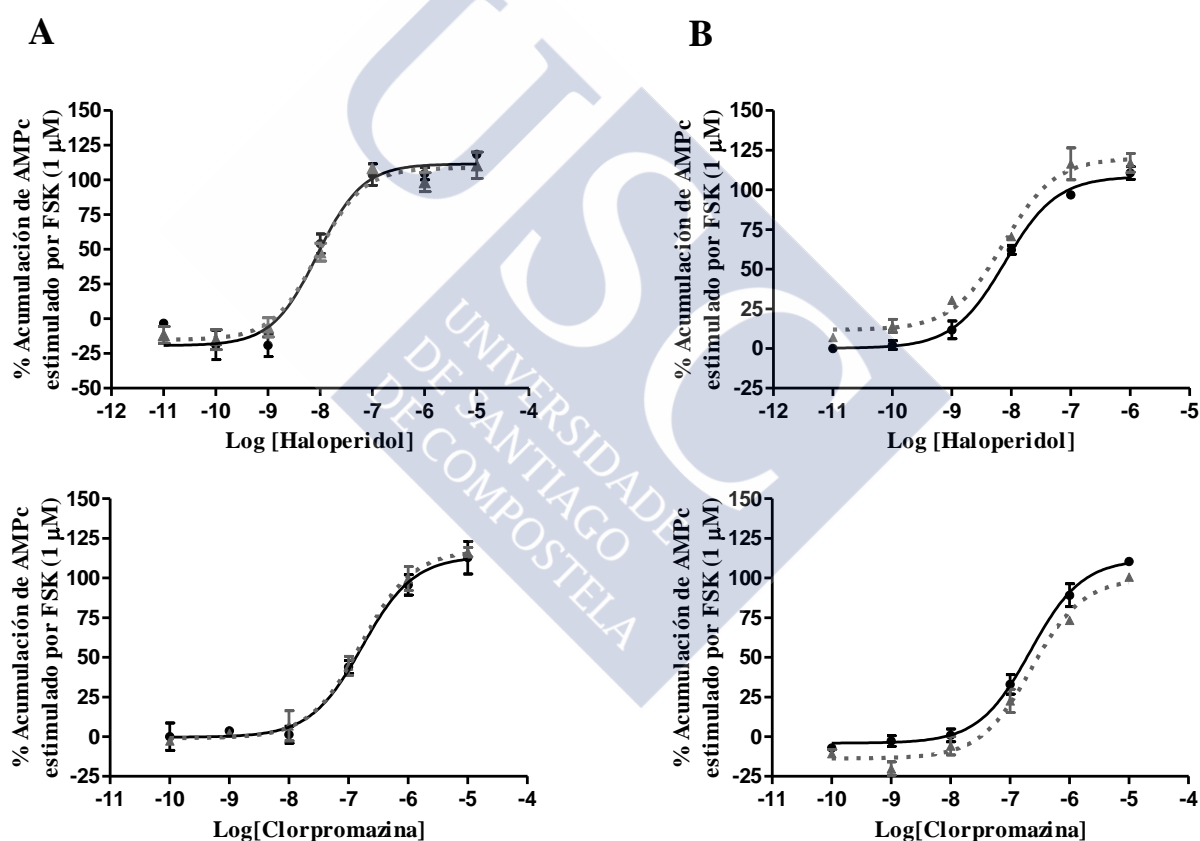 A
B
% Acumulación de AMPc
estimulado por FSK (1 µM)
150
125
100
75
50
25
0
-25
-50
-12 -11 -10 -9 -8 -7 -6 -5 -4
Log [Haloperidol]
% Acumulación de AMPc
estimulado por FSK (1 µM)
150
125
100
75
50
25
0
-25
-12 -11 -10 -9 -8 -7 -6 -5
Log [Haloperidol]
% Acumulación de AMPc
estimulado por FSK (1 µM)
150
125
100
75
50
25
0
-25
-11 -10 -9 -8 -7 -6 -5 -4
Log[Clorpromazina]
% Acumulación de AMPc
estimulado por FSK (1 µM)
150
125
100
75
50
25
0
-25
-11 -10 -9 -8 -7 -6 -5 -4
Log[Clorpromazina]
USC
UNIVERSIDADE
DE SANTIAGO
DE COMPOSTELA